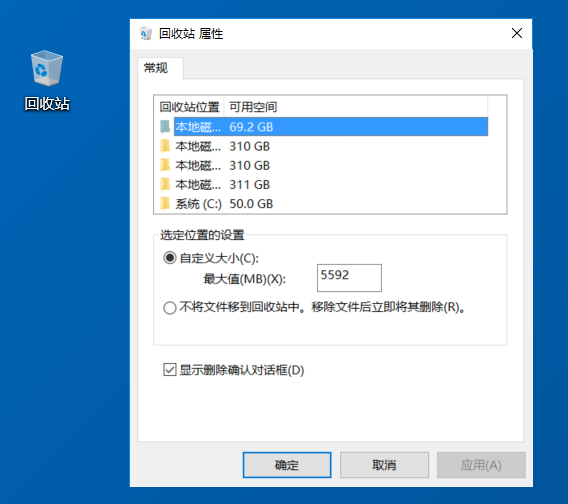 回收站 属性
回收站
常规
回收站位置 可用空间
本地磁... 69.2 GB
本地磁... 310 GB
本地磁... 310 GB
本地磁... 311 GB
系统 (C:) 50.0 GB
选定位置的设置
自定义大小(C):
最大值(MB)(X): 5592
不将文件移到回收站中。移除文件后立即将其删除(R)。
显示删除确认对话框(D)
确定 取消 应用(A)